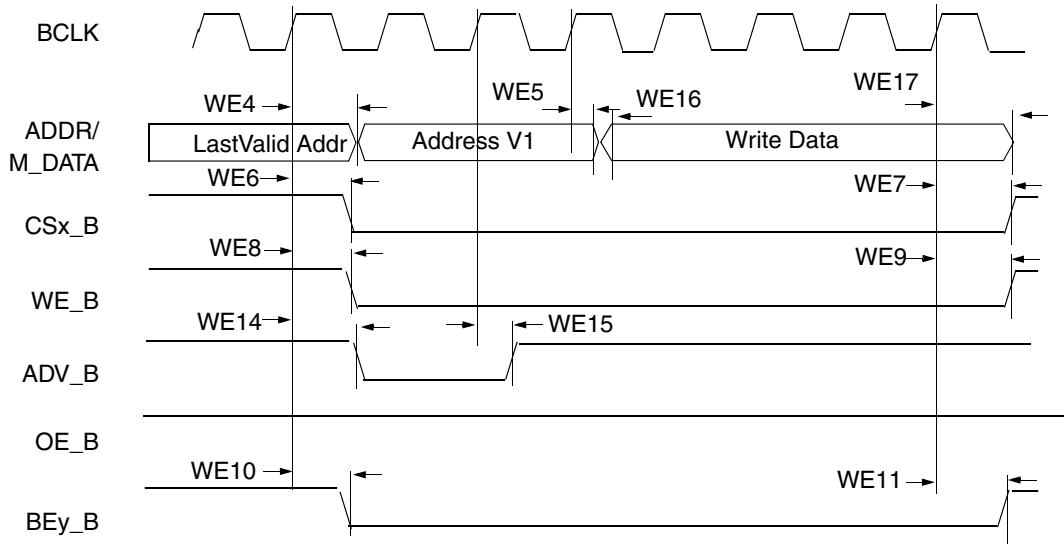 BCLK
WE4
WE5
WE16
WE17
ADDR/
M_DATA
LastValid Addr
Address V1
Write Data
WE6
WE7
CSx_B
WE8
WE9
WE_B
WE14
WE15
ADV_B
OE_B
WE10
WE11
BEy_B